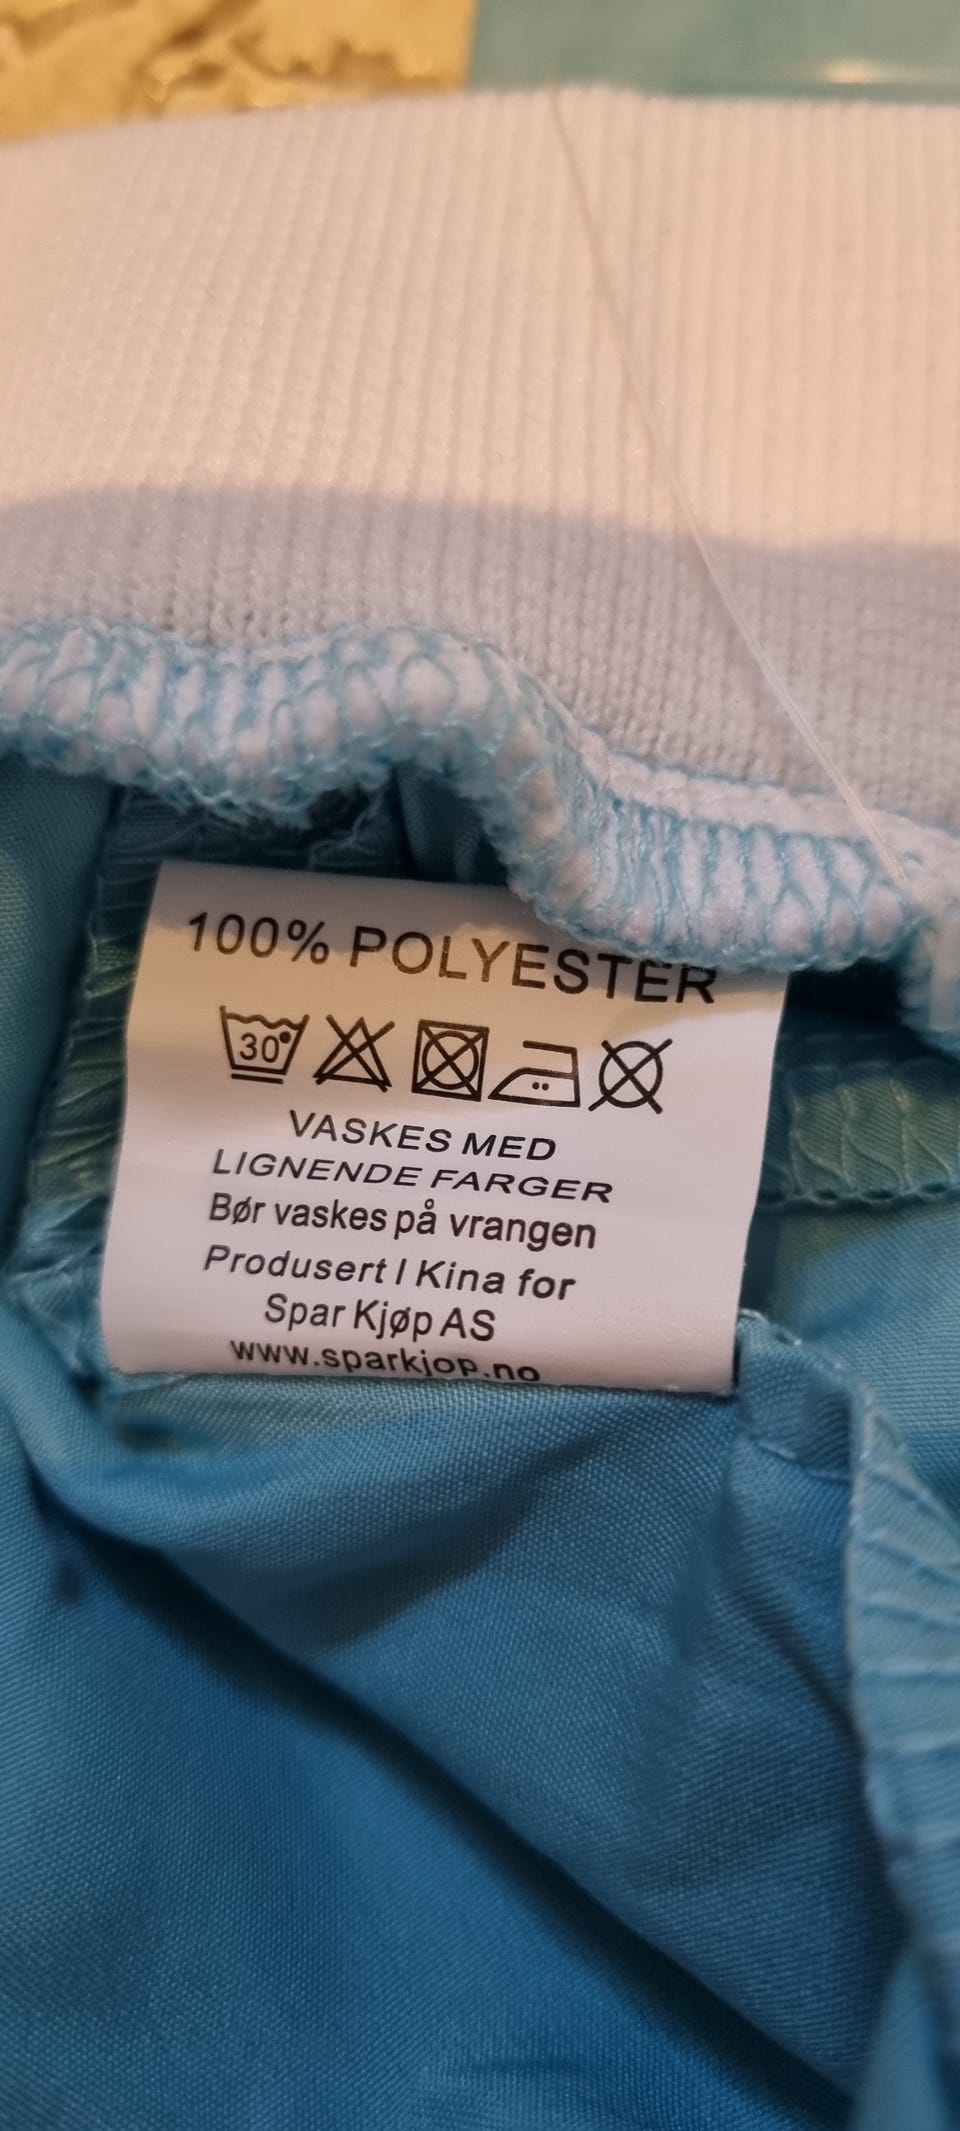 100% POLYESTER
30°
VASKES MED
LIGNENDE FARGER
Bør vaskes på vrangen
Produsert I Kina for
Spar Kjøp AS
www.sparkjop.no